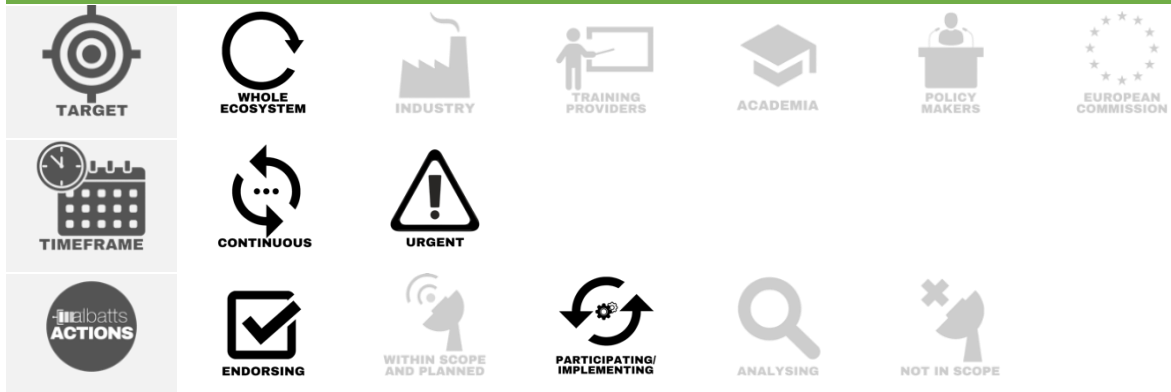 TARGET
WHOLE
ECOSYSTEM
INDUSTRY
TRAINING
PROVIDERS
ACADEMIA
POLICY
MAKERS
EUROPEAN
COMMISSION
TIMEFRAME
CONTINUOUS
URGENT
albatts
ACTIONS
ENDORSING
WITHIN SCOPE
AND PLANNED
PARTICIPATING/
IMPLEMENTING
ANALYSING
NOT IN SCOPE